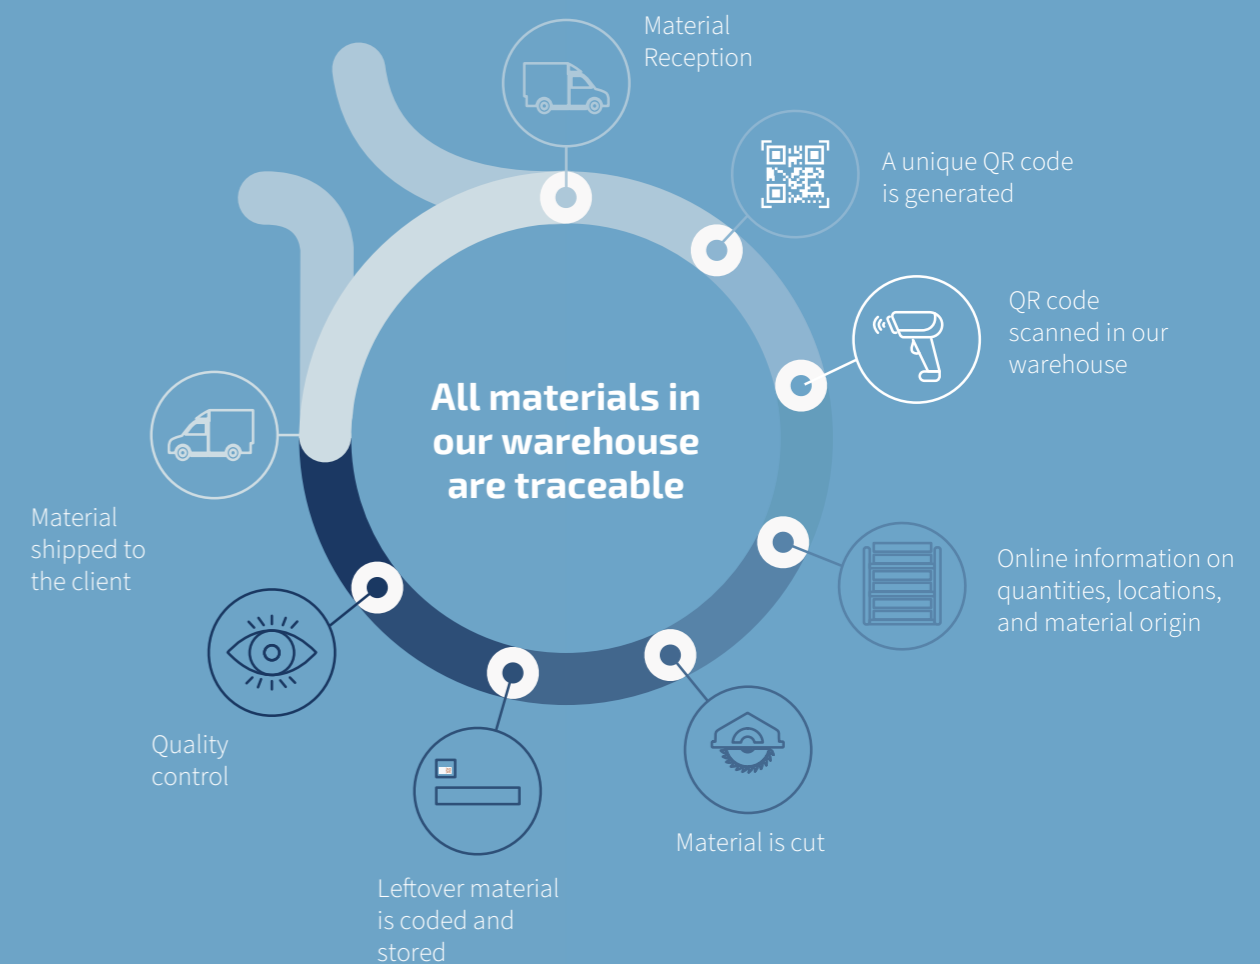 Material
Reception
A unique QR code
is generated
QR code
scanned in our
warehouse
All materials in
our warehouse
are traceable
Online information on
quantities, locations,
and material origin
Material is cut
Leftover material
is coded and
stored
Quality
control
Material
shipped to
the client